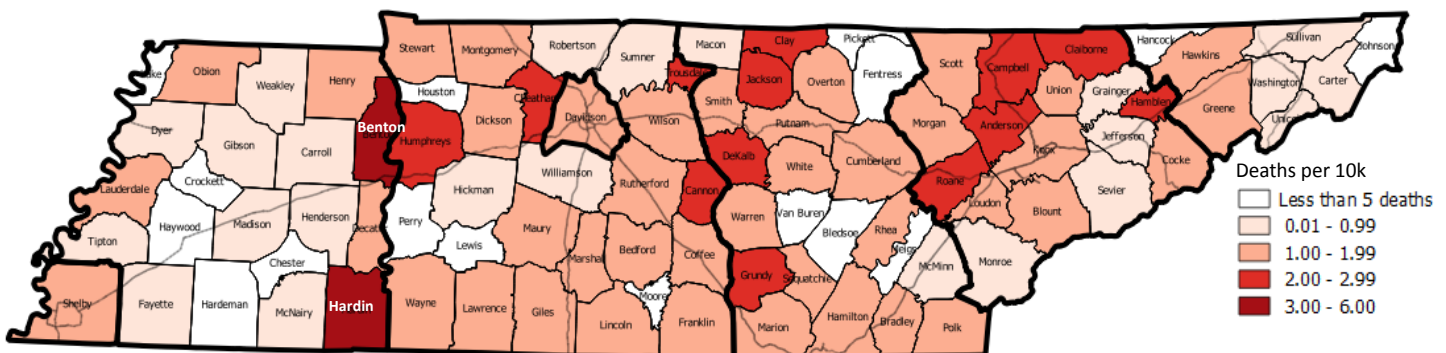 Stewart
Montgomery
Robertson
Sumner
Macon
Clay
Pickett
Scott
Campbell
Claiborne
Hancock
Hawkins
Sullivan
Johnson
Obion
Weakley
Henry
Houston
Cheatham
Trousdale
Jackson
Overton
Fentress
Union
Grainger
Hamblen
Washington
Carter
Dyer
Gibson
Carroll
Benton
Humphreys
Dickson
Davidson
Wilson
Smith
Putnam
Morgan
Anderson
Knox
Jefferson
Greene
Lauderdale
Crockett
Hickman
Williamson
Rutherford
Cannon
DeKalb
White
Cumberland
Roane
Loudon
Blount
Sevier
Cocke
Tipton
Haywood
Madison
Henderson
Perry
Lewis
Maury
Bedford
Coffee
Warren
Van Buren
Bledsoe
Rhea
McMinn
Monroe
Shelby
Fayette
Hardeman
Chester
McNairy
Hardin
Wayne
Lawrence
Giles
Lincoln
Moore
Franklin
Grundy
Marion
Hamilton
Bradley
Polk
Deaths per 10k
Less than 5 deaths
0.01 - 0.99
1.00 - 1.99
2.00 - 2.99
3.00 - 6.00